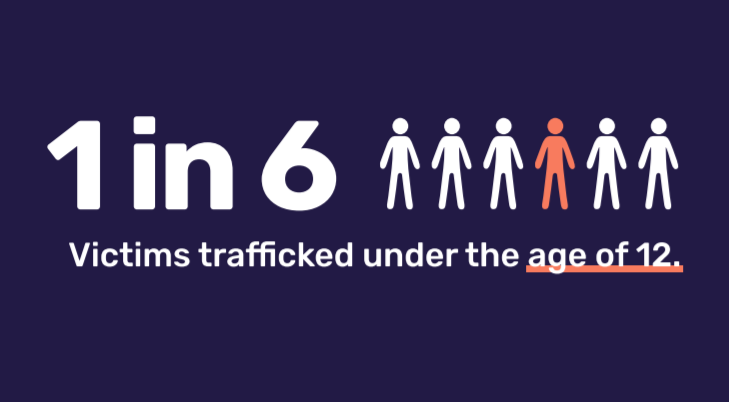 1 in 6
Victims trafficked under the age of 12.